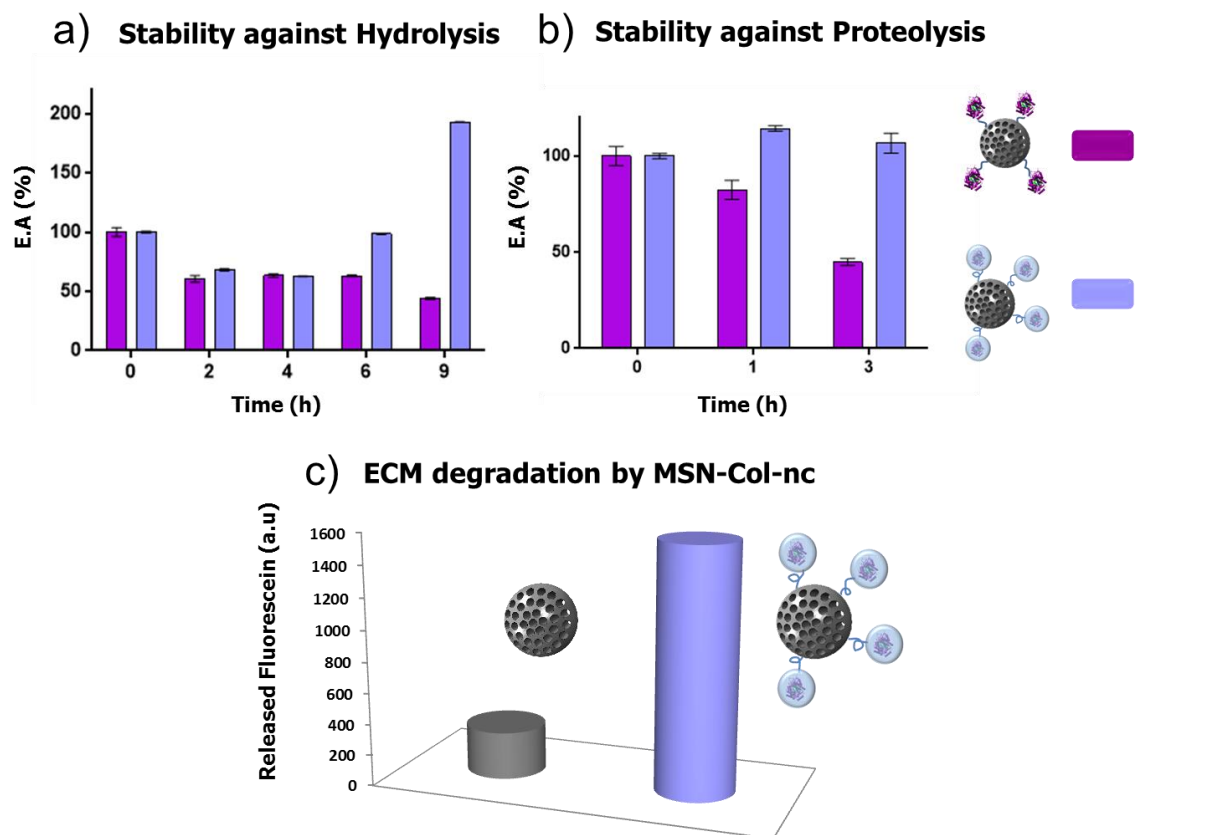 a) Stability against Hydrolysis
E.A (%)
200
150
100
50
0
0 2 4 6 9
Time (h)
b) Stability against Proteolysis
E.A (%)
100
50
0
0 1 3
Time (h)
c) ECM degradation by MSN-Col-nc
Released Fluorescein (a.u)
1600
1400
1200
1000
800
600
400
200
0